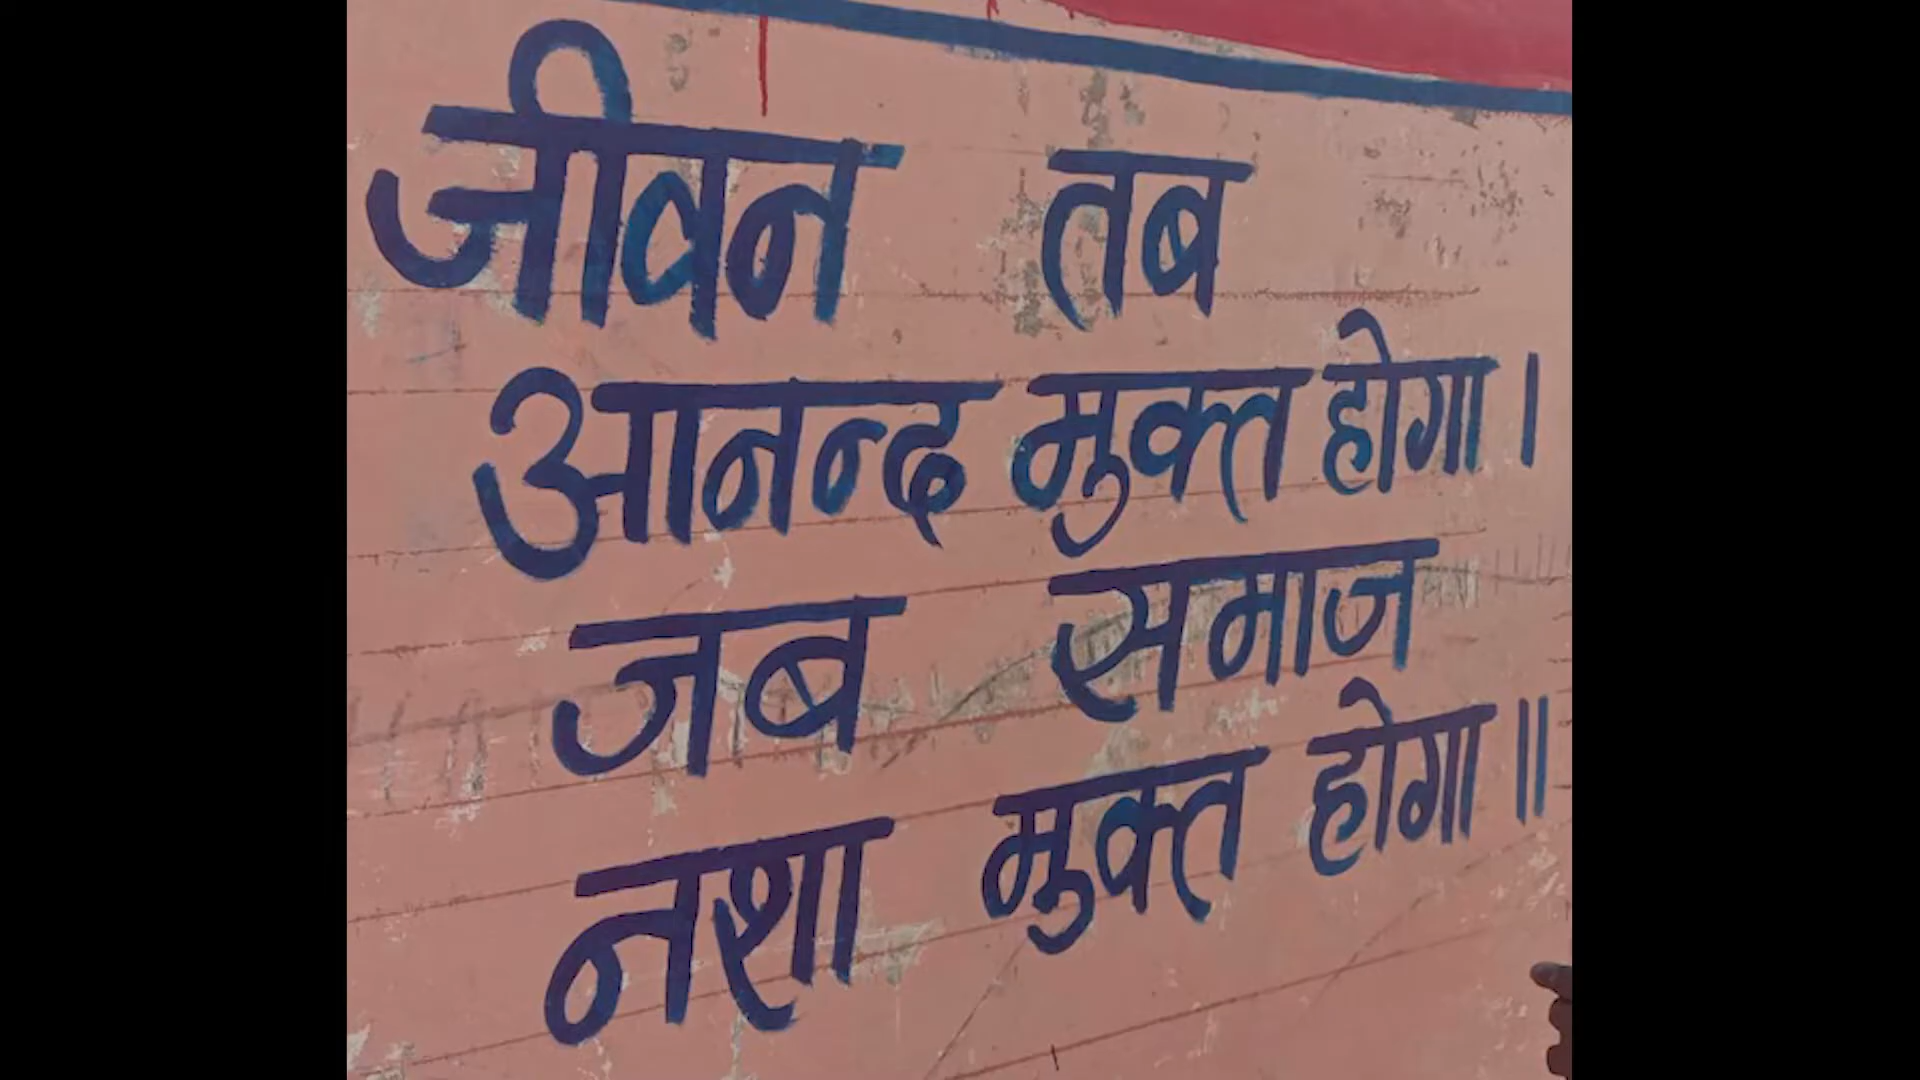 जीवन तब
आनन्द मुक्त होगा।
जब समाज
नशा मुक्त होगा॥